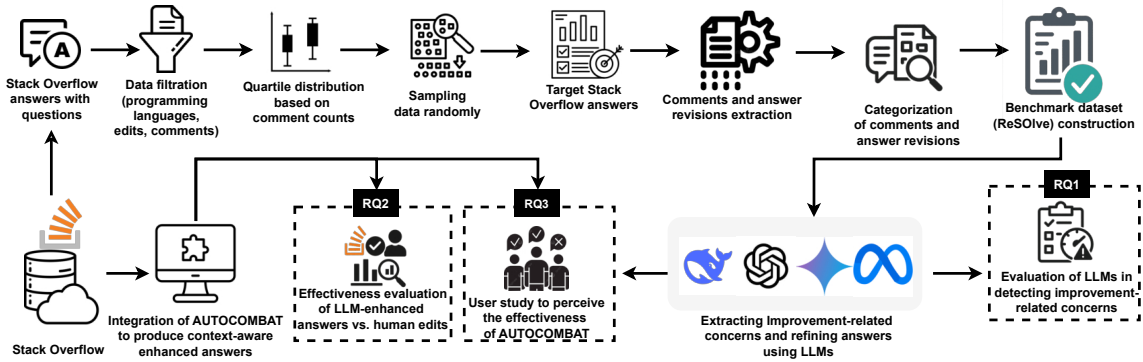 A
Stack Overflow
answers with
questions
Data filtration
(programming
languages,
edits, comments)
Quartile distribution
based on
comment counts
Sampling
data randomly
Target Stack
Overflow answers
Comments and answer
revisions extraction
Categorization
of comments and
answer revisions
Benchmark dataset
(ReSOlve) construction
Stack Overflow
Integration of AUTOCOMBAT
to produce context-aware
enhanced answers
RQ2
Effectiveness evaluation
of LLM-enhanced
answers vs. human edits
RQ3
User study to perceive
the effectiveness
of AUTOCOMBAT
Extracting Improvement-related
concerns and refining answers
using LLMs
RQ1
Evaluation of LLMs in
detecting improvement-
related concerns